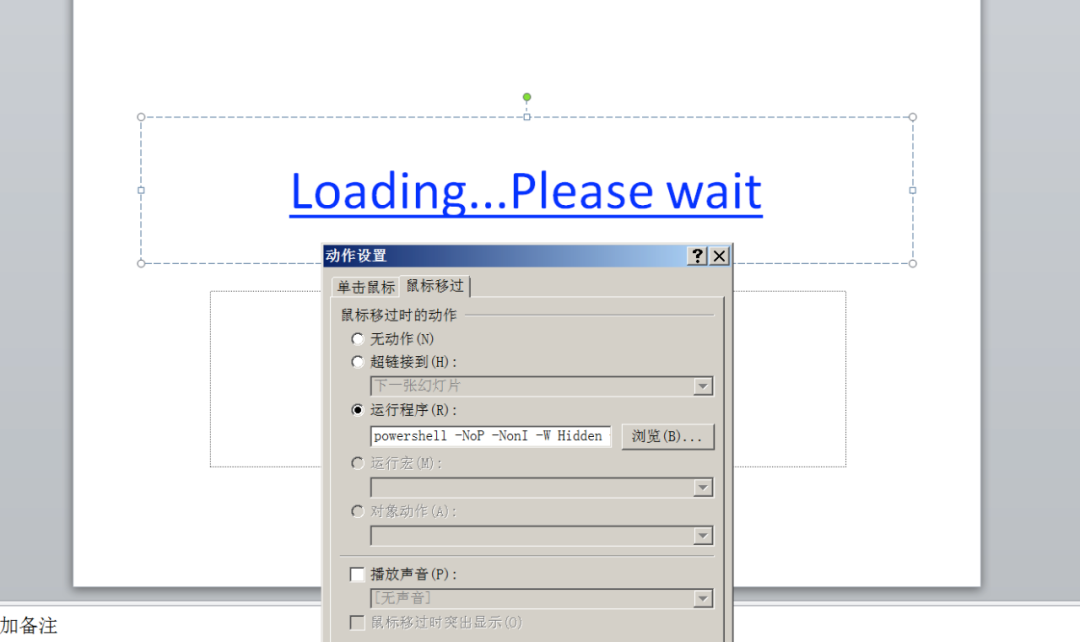 Loading...Please wait
动作设置
单击鼠标 鼠标移过
鼠标移过时的动作
无动作(N)
超链接到(H):
下一张幻灯片
运行程序(R):
powershell -NoP -NonI -W Hidden 浏览(B)...
运行宏(M):
对象动作(A):
播放声音(P):
[无声音]
鼠标移过时突出显示(O)
加备注